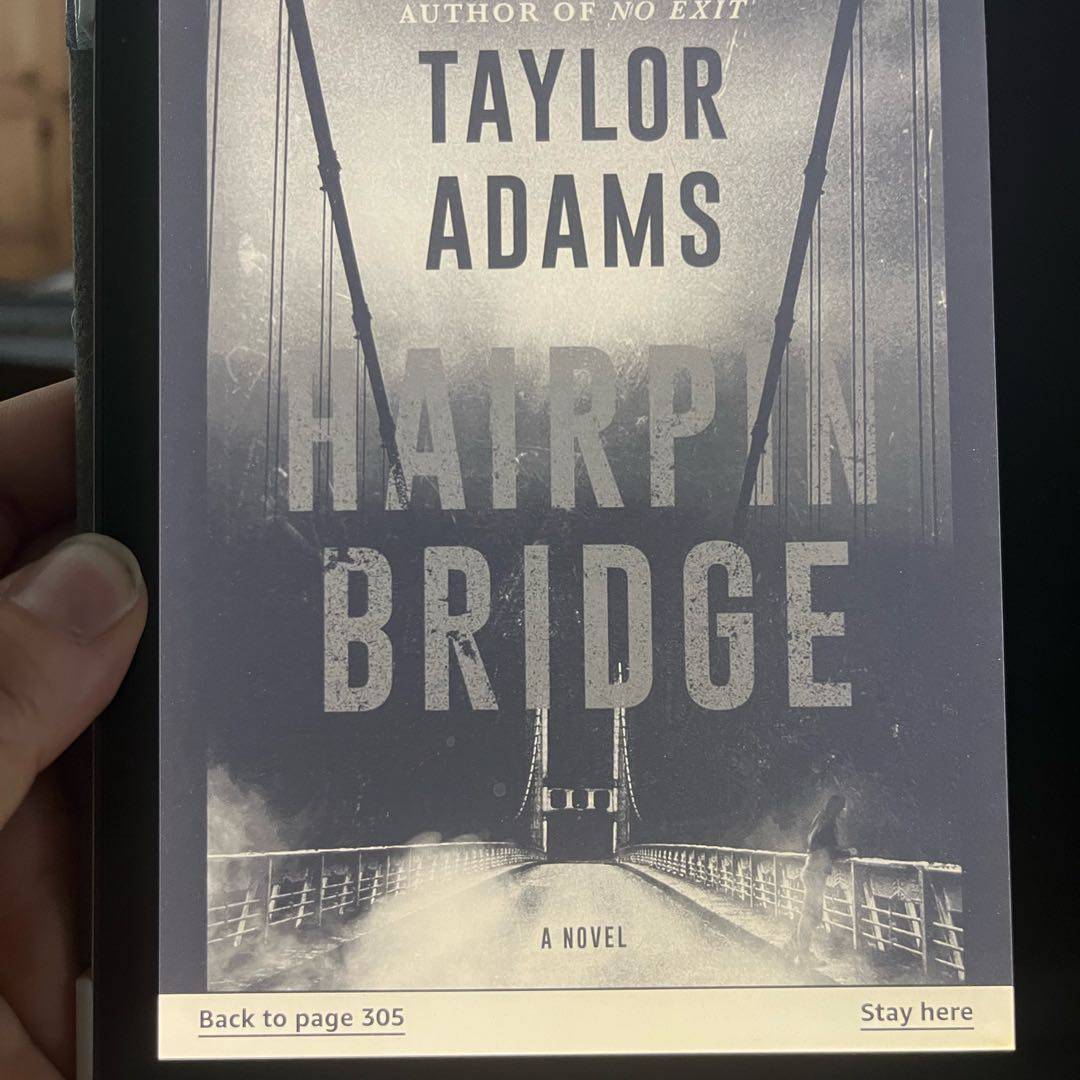 AUTHOR OF NO EXIT
TAYLOR
ADAMS
HAIRPIN
BRIDGE
A NOVEL
Back to page 305
Stay here